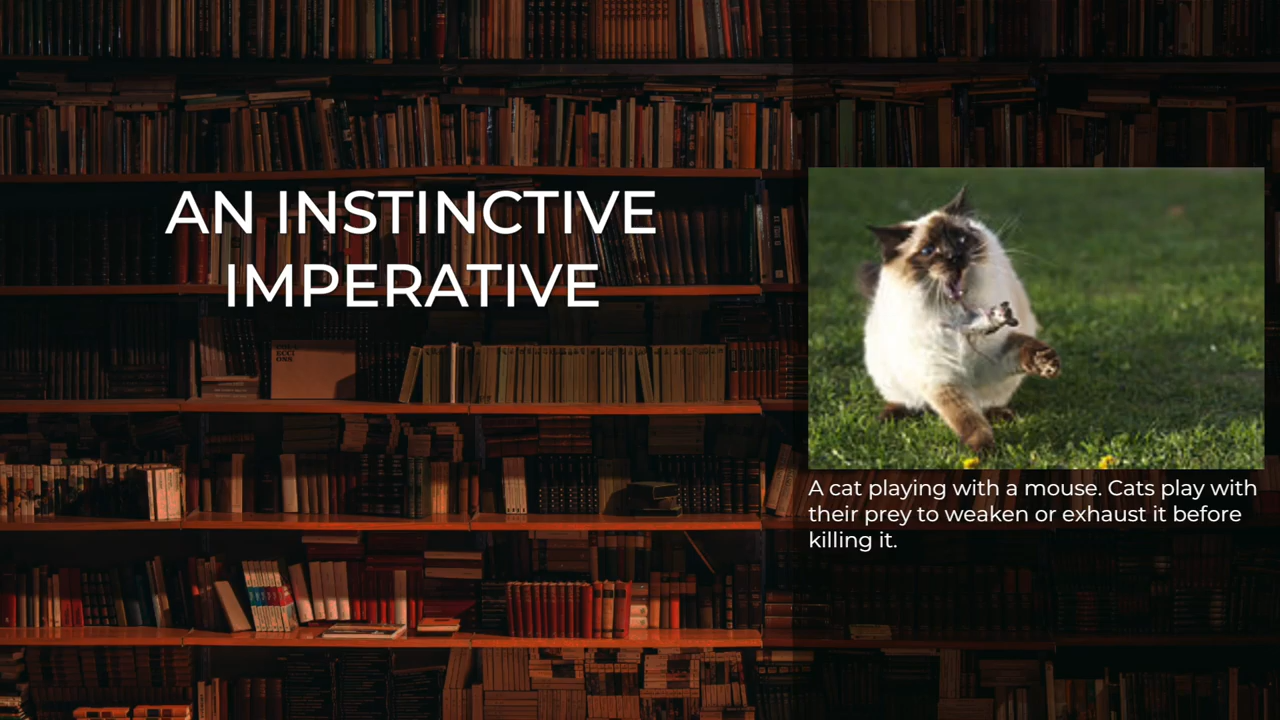 AN INSTINCTIVE
IMPERATIVE
A cat playing with a mouse. Cats play with
their prey to weaken or exhaust it before
killing it.